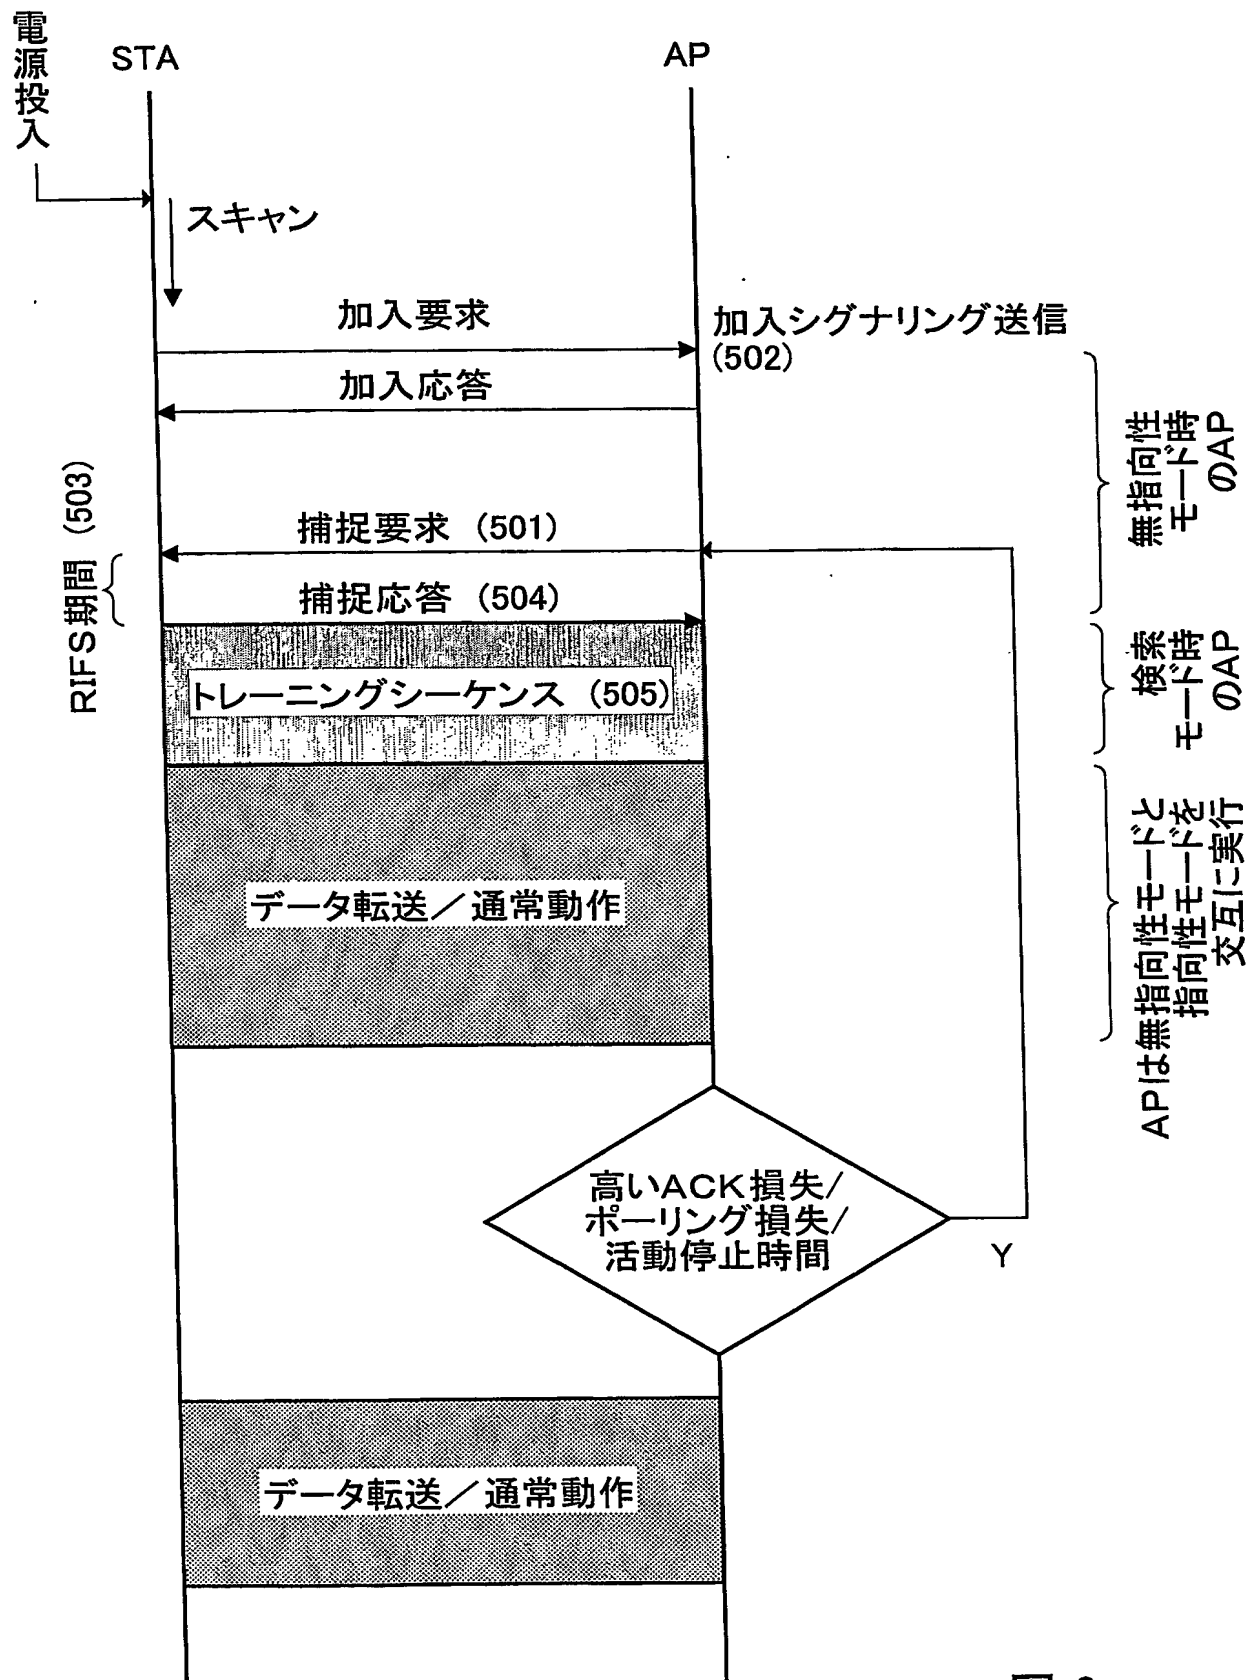 電源投入
STA
AP
スキャン
加入要求
加入シグナリング送信
(502)
加入応答
無指向性
モード時
のAP
RIFS期間 (503)
捕捉要求 (501)
捕捉応答 (504)
検索
モード時
のAP
トレーニングシーケンス (505)
APは無指向性モードと
指向性モードを
交互に実行
データ転送／通常動作
高いACK損失/
ポーリング損失/
活動停止時間
Y
データ転送／通常動作